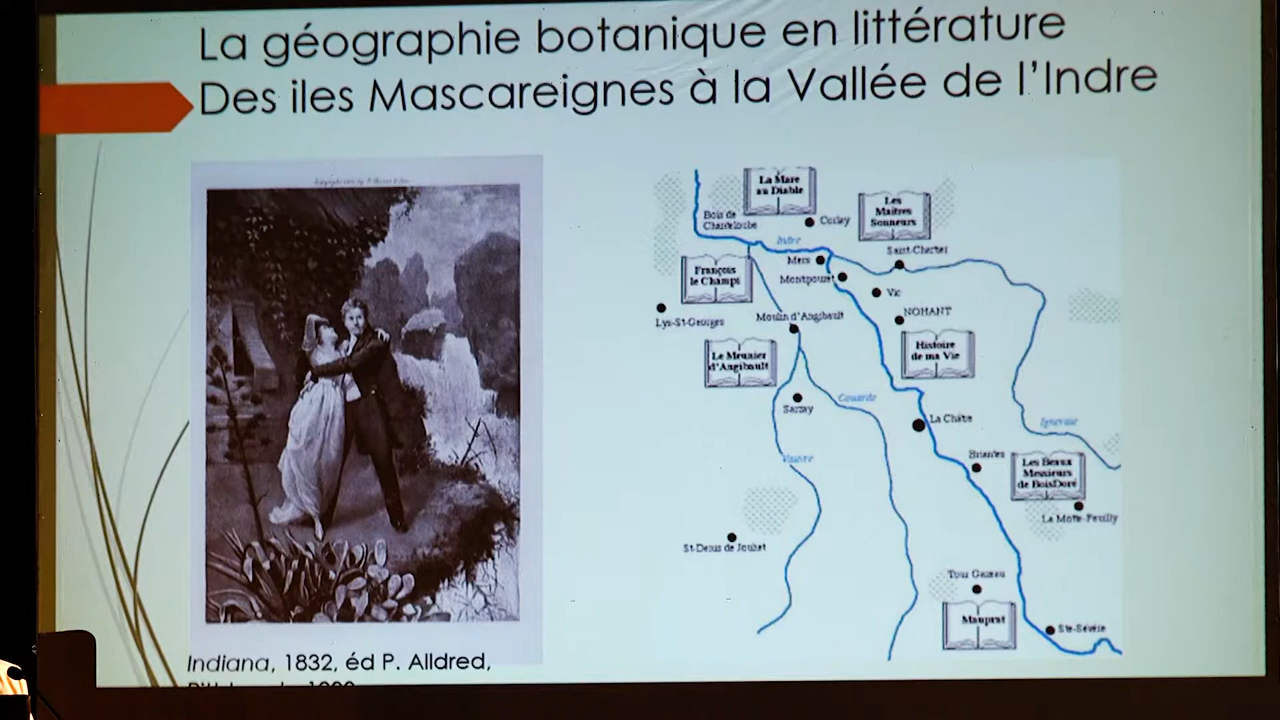 La géographie botanique en littérature
Des iles Mascareignes à la Vallée de l'Indre
Indiana, 1832, éd P. Alldred,
La Mare
au Diable
Bois de
Chanteloube
Corlay
Les
Maîtres
Sonneurs
Indre
Mers
Saint-Chartier
François
le Champi
Montpouret
Vic
Lys-St-Georges
Moulin d'Angibault
NOHANT
Le Meunier
d'Angibault
Histoire
de ma Vie
Sarzay
Couarde
La Châtre
Igneraie
Vauvre
Briantes
Les Beaux
Messieurs
de BoisDoré
La Motte-Feuilly
St-Denis de Jouhet
Tour Gazeau
Mauprat
Ste-Sévère